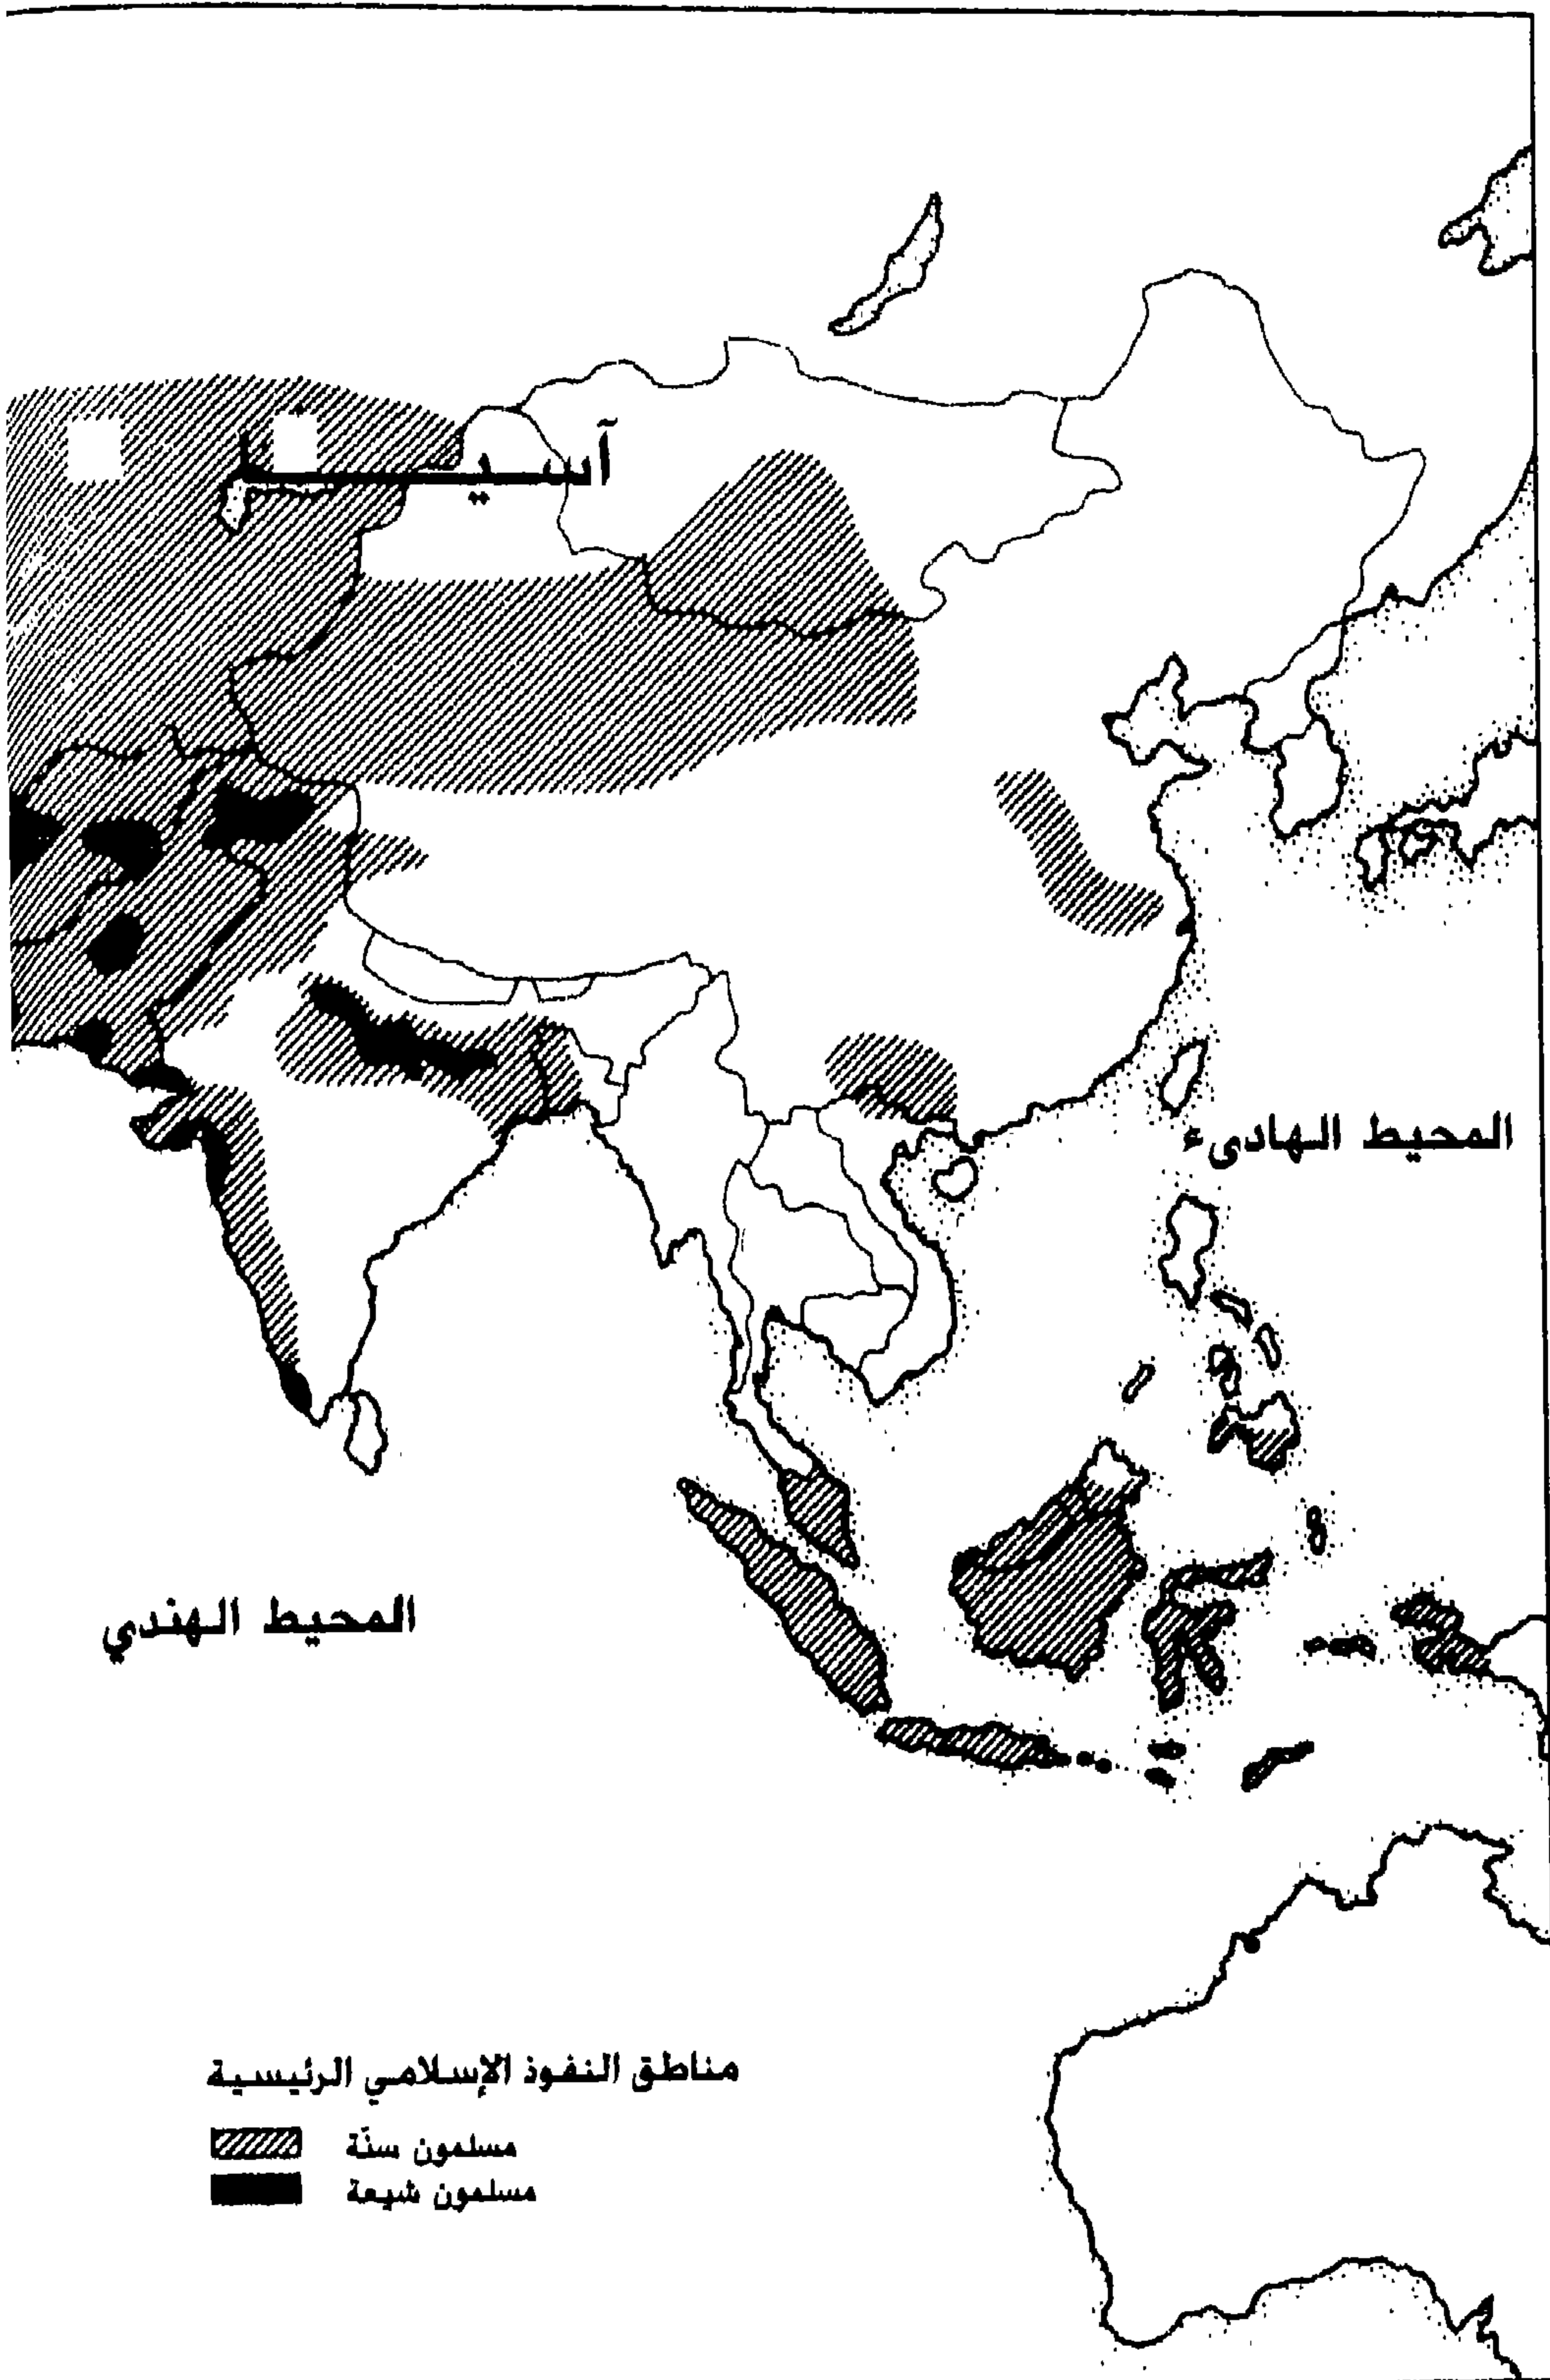 آسيا
المحيط الهادىء
المحيط الهندي
مناطق النفوذ الإسلامي الرئيسية
مسلمون سنّة
مسلمون شيعة